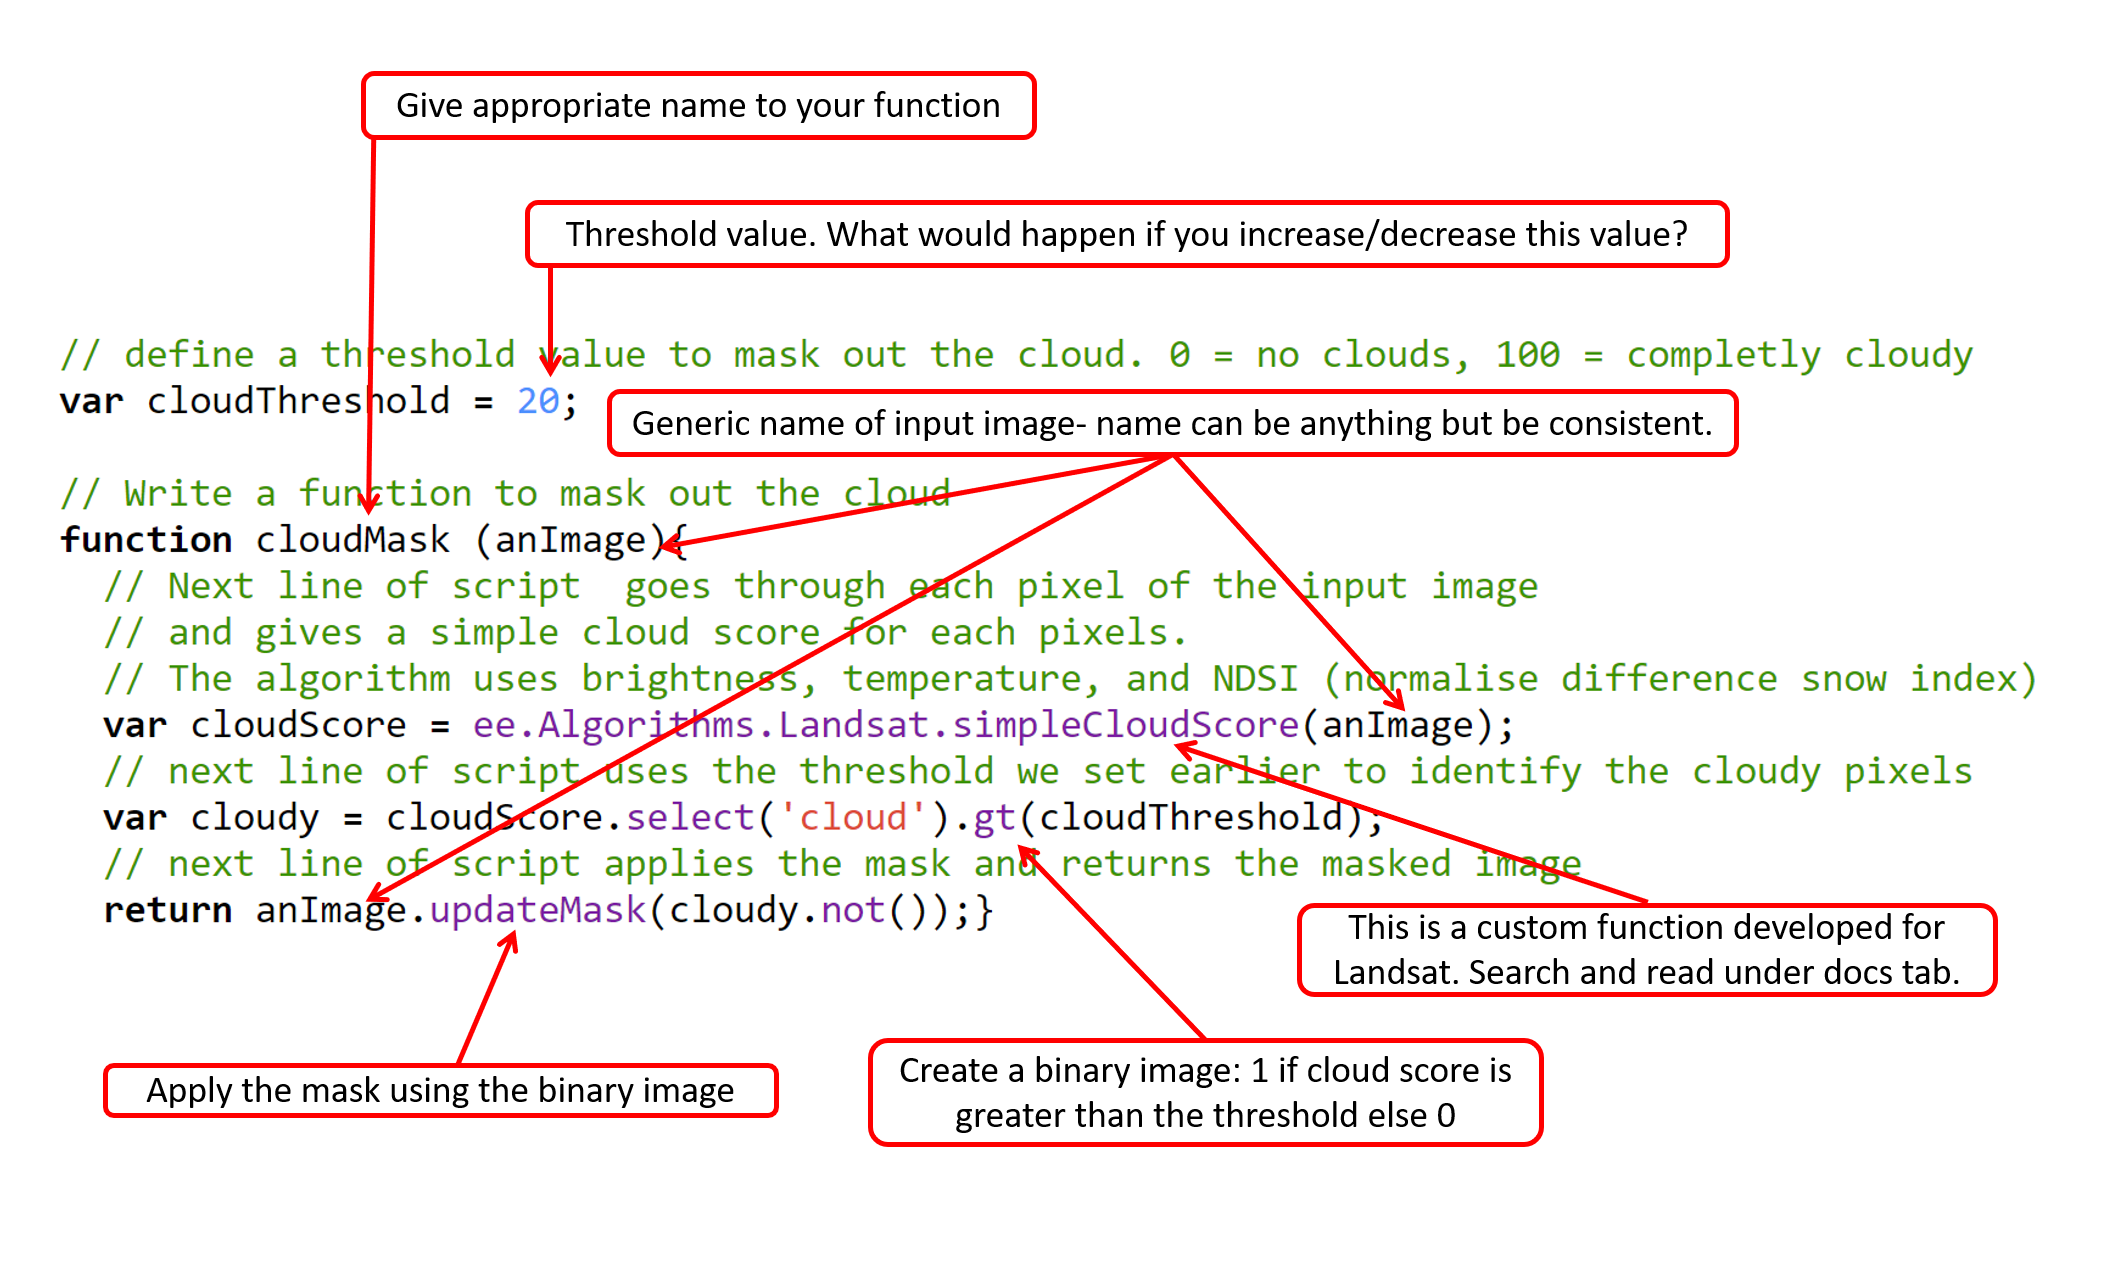 Give appropriate name to your function
Threshold value. What would happen if you increase/decrease this value?
// define a threshold value to mask out the cloud. 0 = no clouds, 100 = completly cloudy
var cloudThreshold = 20;
Generic name of input image- name can be anything but be consistent.
// Write a function to mask out the cloud
function cloudMask (anImage){
// Next line of script  goes through each pixel of the input image
// and gives a simple cloud score for each pixels.
// The algorithm uses brightness, temperature, and NDSI (normalise difference snow index)
var cloudScore = ee.Algorithms.Landsat.simpleCloudScore(anImage);
// next line of script uses the threshold we set earlier to identify the cloudy pixels
var cloudy = cloudScore.select('cloud').gt(cloudThreshold);
// next line of script applies the mask and returns the masked image
return anImage.updateMask(cloudy.not());}
This is a custom function developed for
Landsat. Search and read under docs tab.
Apply the mask using the binary image
Create a binary image: 1 if cloud score is
greater than the threshold else 0